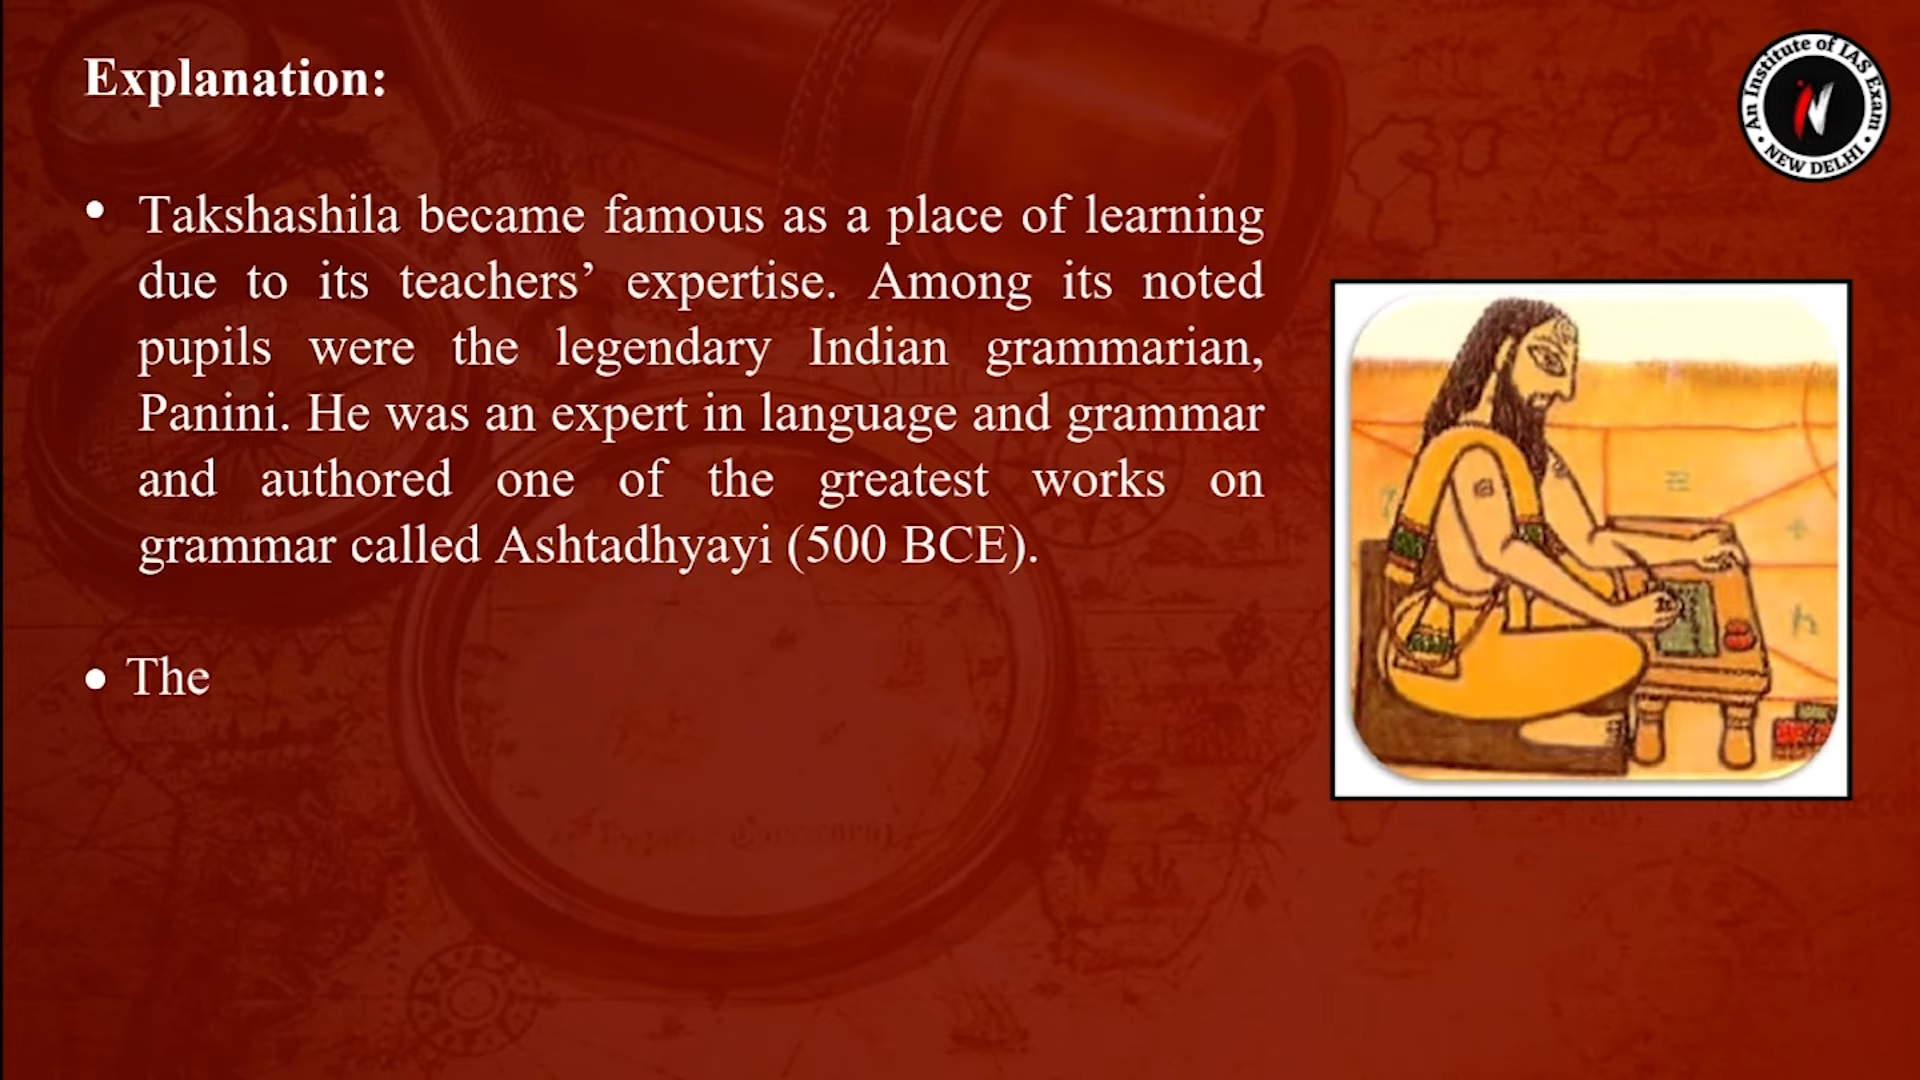 Explanation:
An Institute of IAS Exam
• NEW DELHI •
• Takshashila became famous as a place of learning
due to its teachers’ expertise. Among its noted
pupils were the legendary Indian grammarian,
Panini. He was an expert in language and grammar
and authored one of the greatest works on
grammar called Ashtadhyayi (500 BCE).
• The